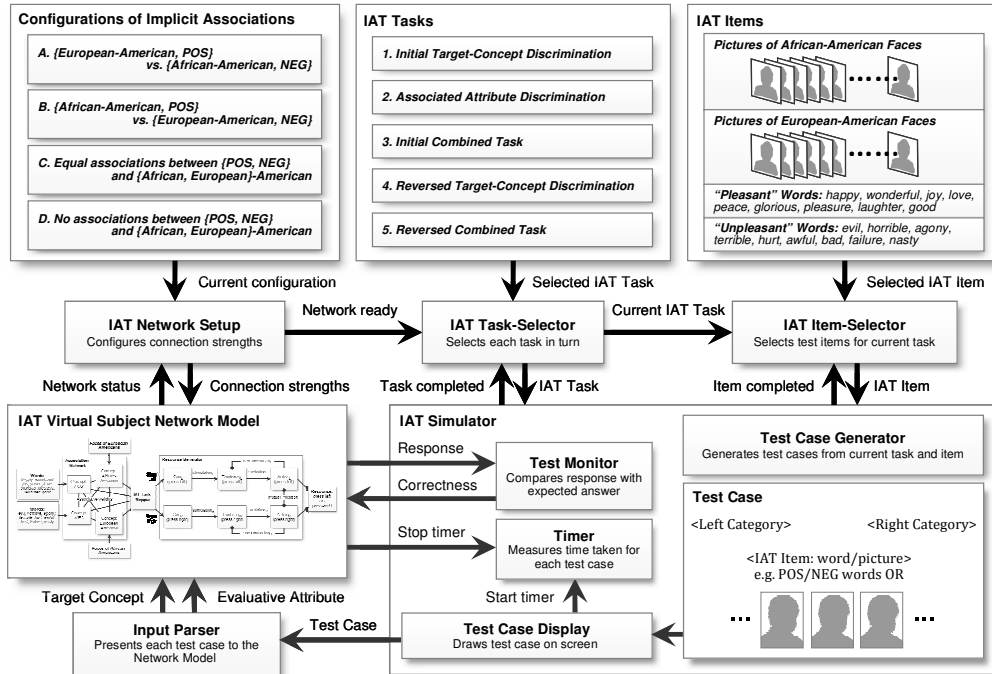 Configurations of Implicit Associations
A. {European-American, POS}
vs. {African-American, NEG}
B. {African-American, POS}
vs. {European-American, NEG}
C. Equal associations between {POS, NEG}
and {African, European}-American
D. No associations between {POS, NEG}
and {African, European}-American
IAT Tasks
1. Initial Target-Concept Discrimination
2. Associated Attribute Discrimination
3. Initial Combined Task
4. Reversed Target-Concept Discrimination
5. Reversed Combined Task
IAT Items
Pictures of African-American Faces
Pictures of European-American Faces
“Pleasant” Words: happy, wonderful, joy, love,
peace, glorious, pleasure, laughter, good
“Unpleasant” Words: evil, horrible, agony,
terrible, hurt, awful, bad, failure, nasty
Current configuration
Selected IAT Task
Selected IAT Item
IAT Network Setup
Configures connection strengths
Network ready
IAT Task-Selector
Selects each task in turn
Current IAT Task
IAT Item-Selector
Selects test items for current task
Network status
Connection strengths
Task completed
IAT Task
Item completed
IAT Item
IAT Virtual Subject Network Model
Association Network
Response Generator
IAT Simulator
Response
Correctness
Stop timer
Test Monitor
Compares response with
expected answer
Timer
Measures time taken for
each test case
Start timer
Test Case Generator
Generates test cases from current task and item
Test Case
<Left Category>
<Right Category>
<IAT Item: word/picture>
e.g. POS/NEG words OR
... ...
Target Concept
Evaluative Attribute
Input Parser
Presents each test case to the
Network Model
Test Case
Test Case Display
Draws test case on screen